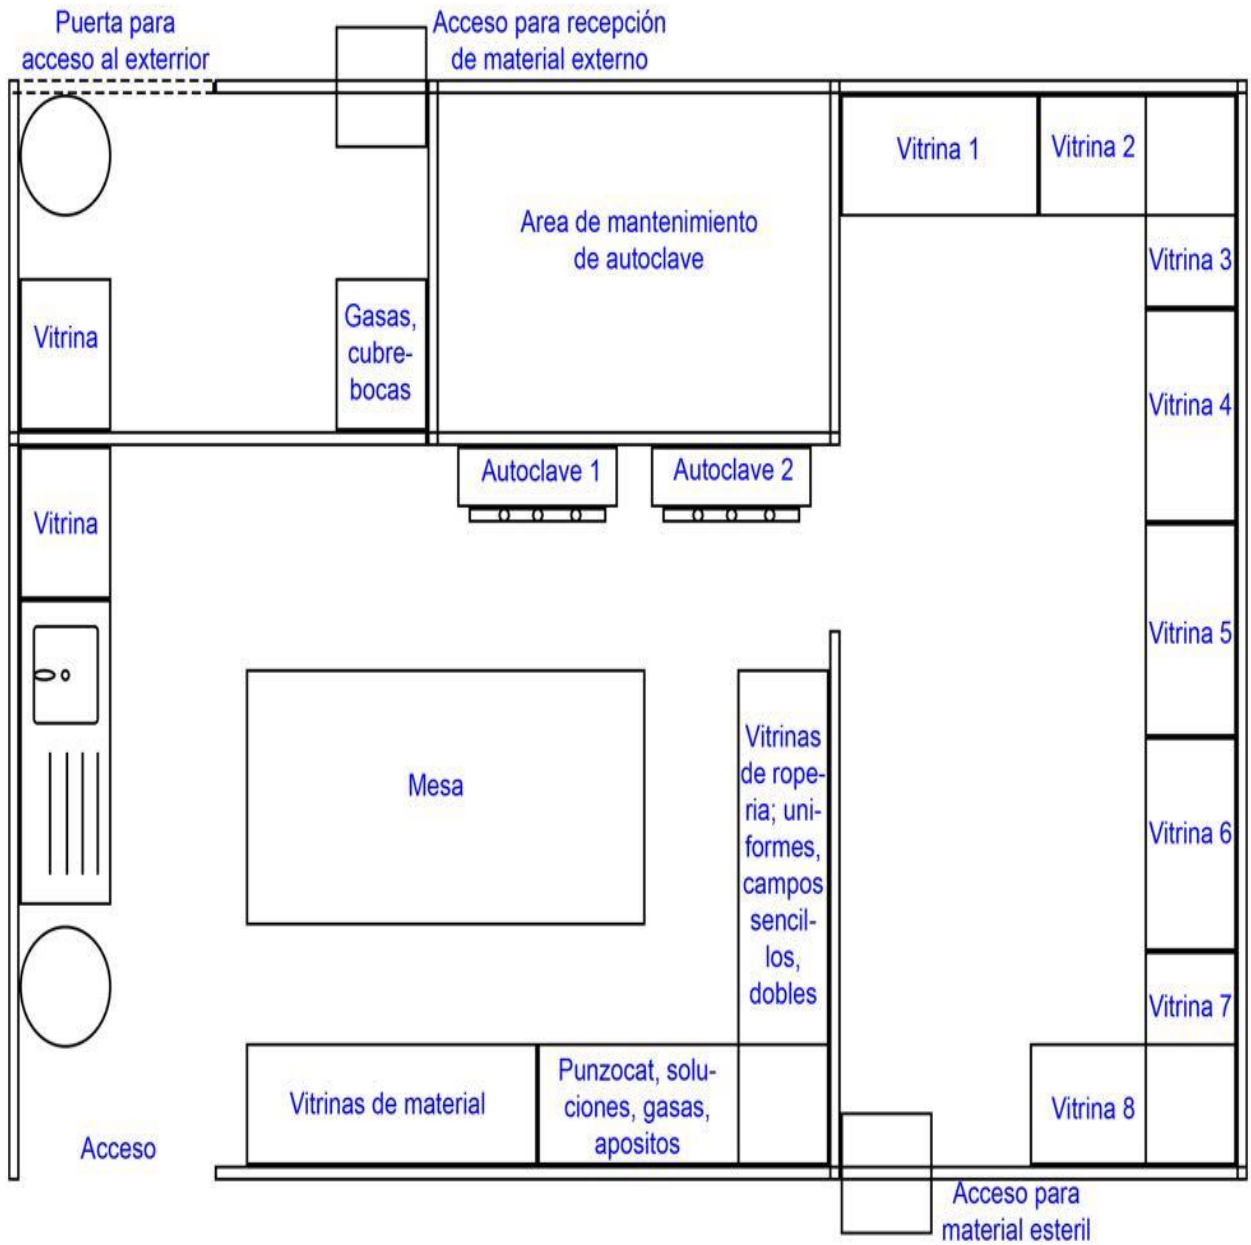 Puerta para
acceso al exterrior
Acceso para recepción
de material externo
Vitrina 1
Vitrina 2
Area de mantenimiento
de autoclave
Vitrina 3
Vitrina
Gasas,
cubre-
bocas
Vitrina 4
Autoclave 1
Autoclave 2
Vitrina
Vitrina 5
Mesa
Vitrinas
de rope-
ria; uni-
formes,
campos
sencil-
los,
dobles
Vitrina 6
Vitrina 7
Vitrinas de material
Punzocat, solu-
ciones, gasas,
apositos
Vitrina 8
Acceso
Acceso para
material esteril